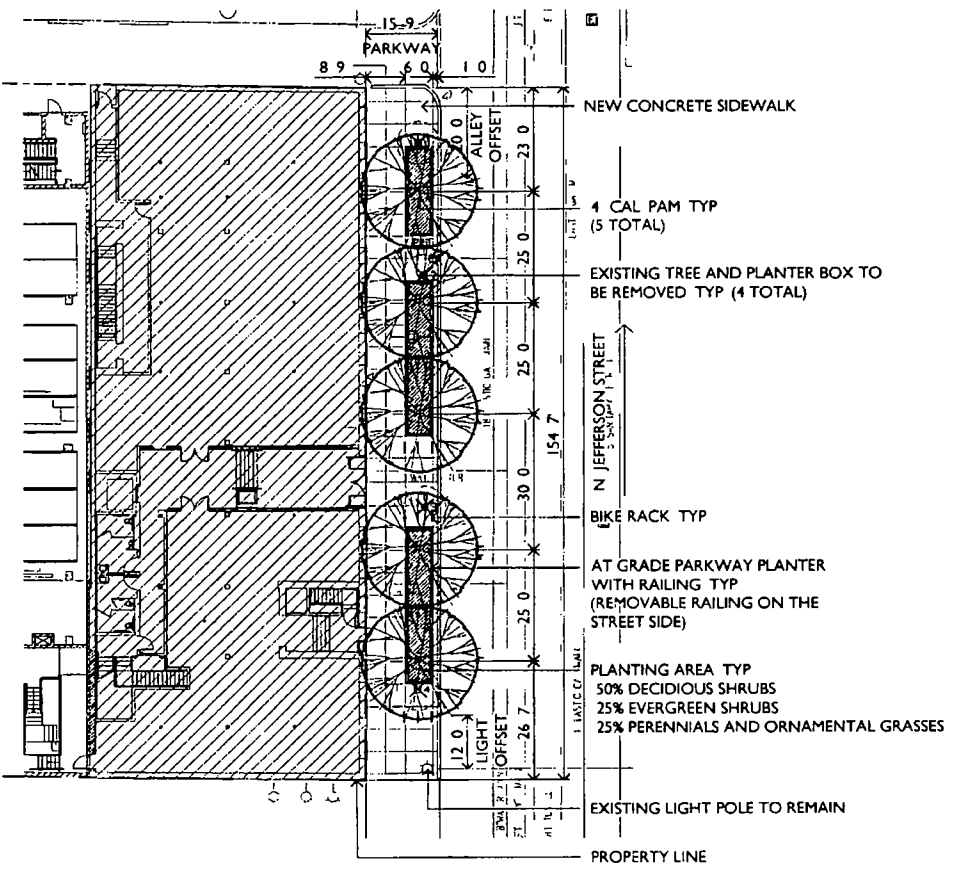 15-9
PARKWAY
8 9
6 0
1 0
NEW CONCRETE SIDEWALK
20 0
ALLEY
OFFSET
23 0
4 CAL PAM TYP
(5 TOTAL)
25 0
EXISTING TREE AND PLANTER BOX TO
BE REMOVED TYP (4 TOTAL)
25 0
N JEFFERSON STREET
154 7
30 0
BIKE RACK TYP
AT GRADE PARKWAY PLANTER
WITH RAILING TYP
(REMOVABLE RAILING ON THE
STREET SIDE)
25 0
PLANTING AREA TYP
50% DECIDIOUS SHRUBS
25% EVERGREEN SHRUBS
25% PERENNIALS AND ORNAMENTAL GRASSES
12 0
LIGHT
OFFSET
26 7
EXISTING LIGHT POLE TO REMAIN
PROPERTY LINE